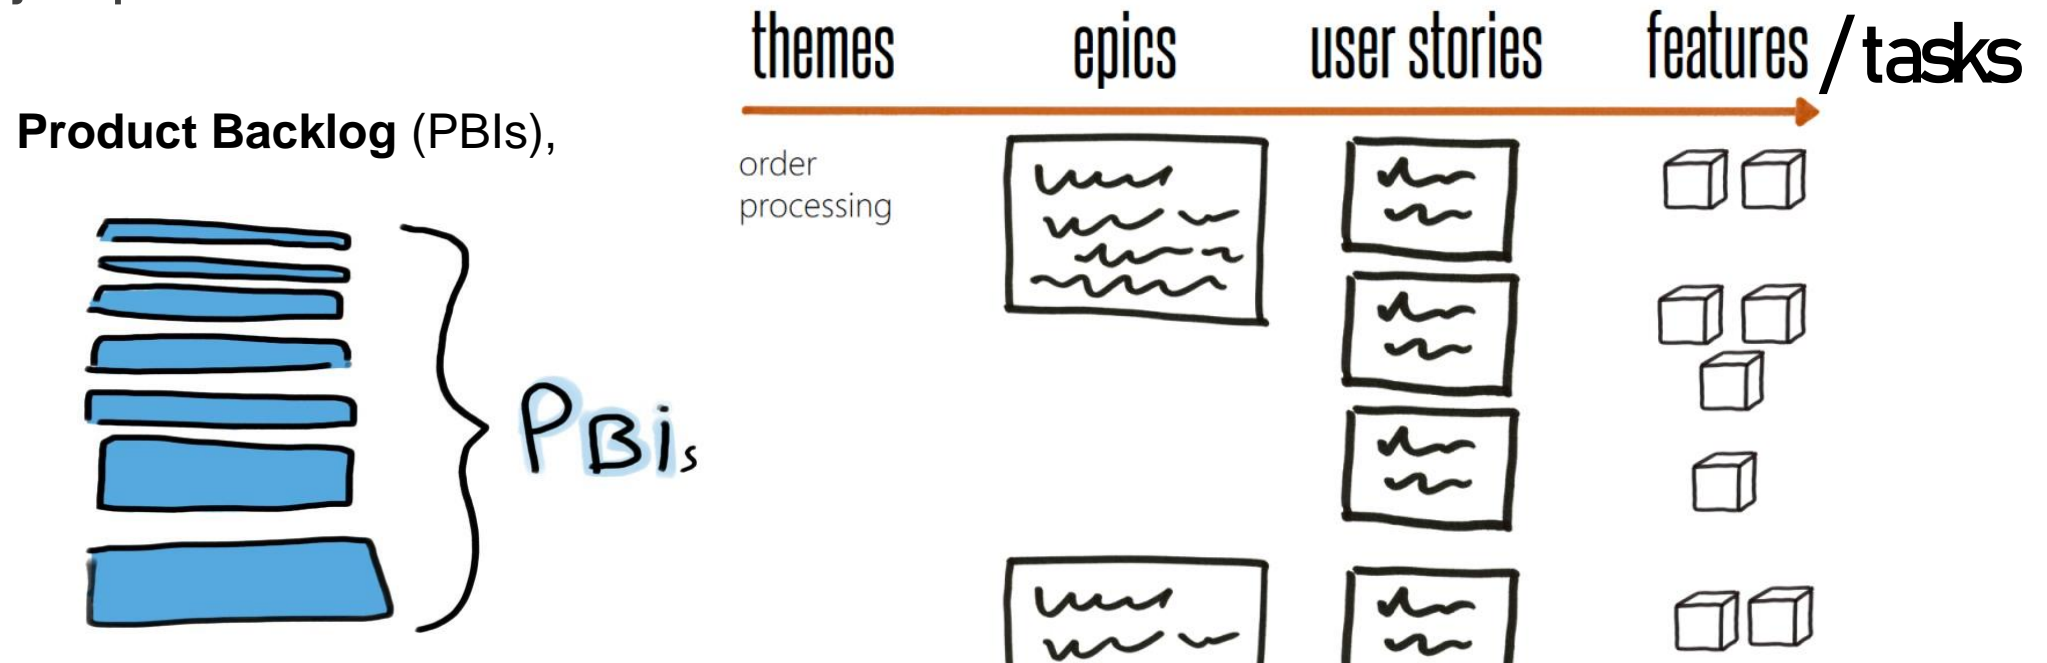 Product Backlog (PBIs),
PBIs
themes epics user stories features / tasks
order
processing